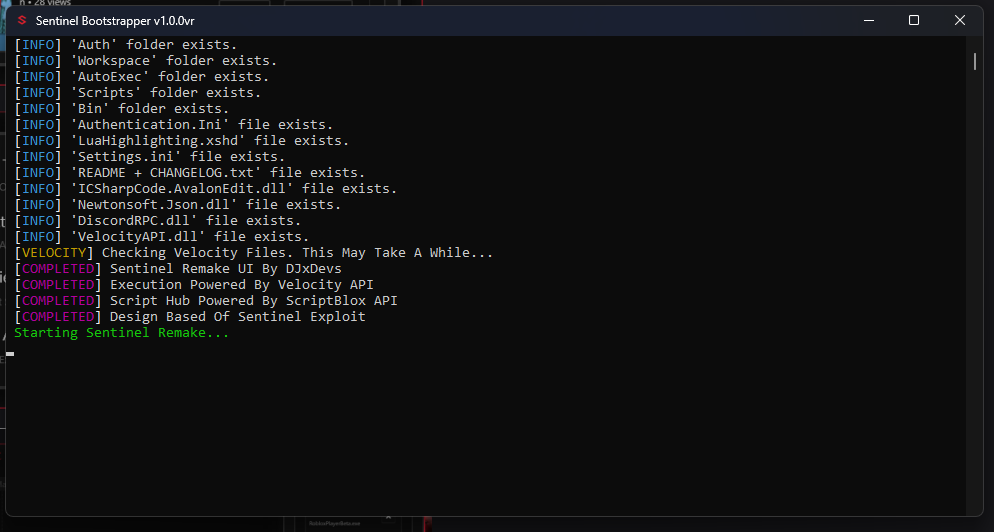 n • 28 views
Sentinel Bootstrapper v1.0.0vr
[INFO] 'Auth' folder exists.
[INFO] 'Workspace' folder exists.
[INFO] 'AutoExec' folder exists.
[INFO] 'Scripts' folder exists.
[INFO] 'Bin' folder exists.
[INFO] 'Authentication.Ini' file exists.
[INFO] 'LuaHighlighting.xshd' file exists.
[INFO] 'Settings.ini' file exists.
[INFO] 'README + CHANGELOG.txt' file exists.
[INFO] 'ICSharpCode.AvalonEdit.dll' file exists.
[INFO] 'Newtonsoft.Json.dll' file exists.
[INFO] 'DiscordRPC.dll' file exists.
[INFO] 'VelocityAPI.dll' file exists.
[VELOCITY] Checking Velocity Files. This May Take A While...
[COMPLETED] Sentinel Remake UI By DJxDevs
[COMPLETED] Execution Powered By Velocity API
[COMPLETED] Script Hub Powered By ScriptBlox API
[COMPLETED] Design Based Of Sentinel Exploit
Starting Sentinel Remake...
RobloxPlayerBeta.exe